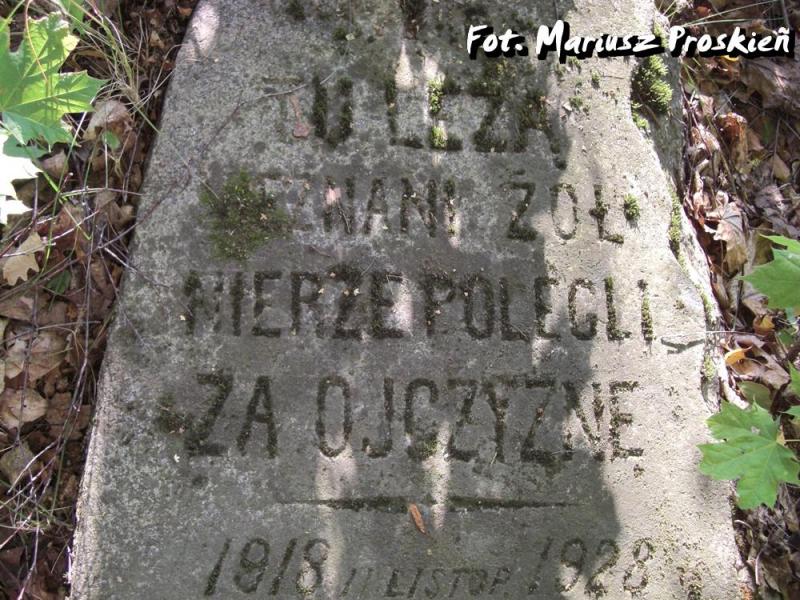 Fot. Mariusz Proskień
TU LEŻĄ
NIEZNANI ŻOŁ
NIERZE POLEGLI
ZA OJCZYZNĘ
1918 11 LISTOP. 1928